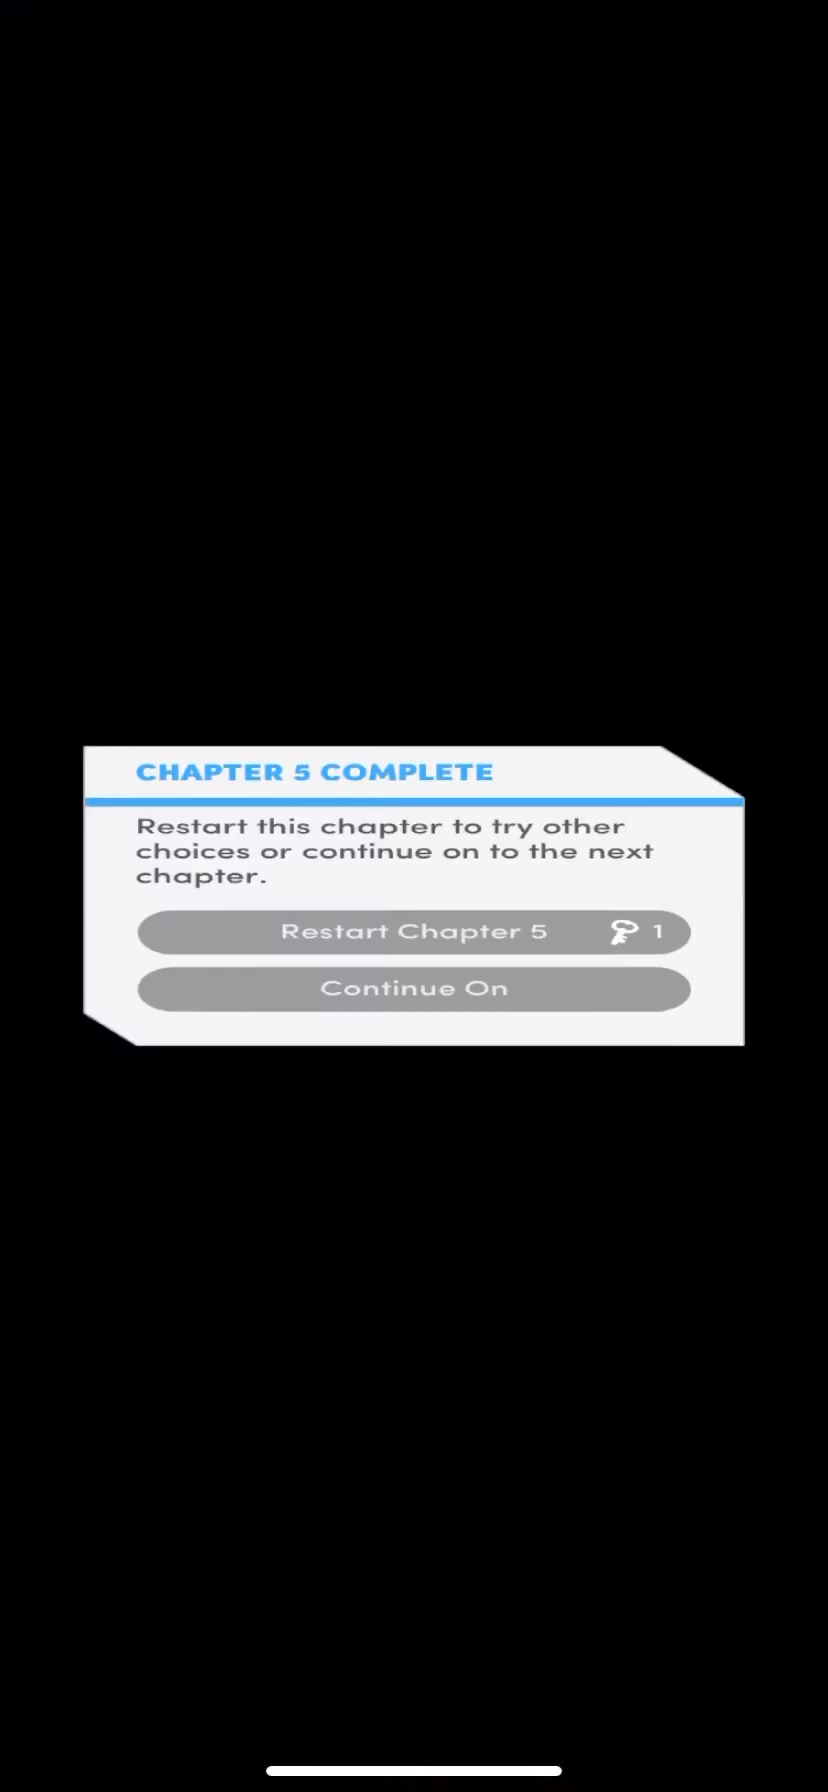 CHAPTER 5 COMPLETE
Restart this chapter to try other
choices or continue on to the next
chapter.
Restart Chapter 5 1
Continue On